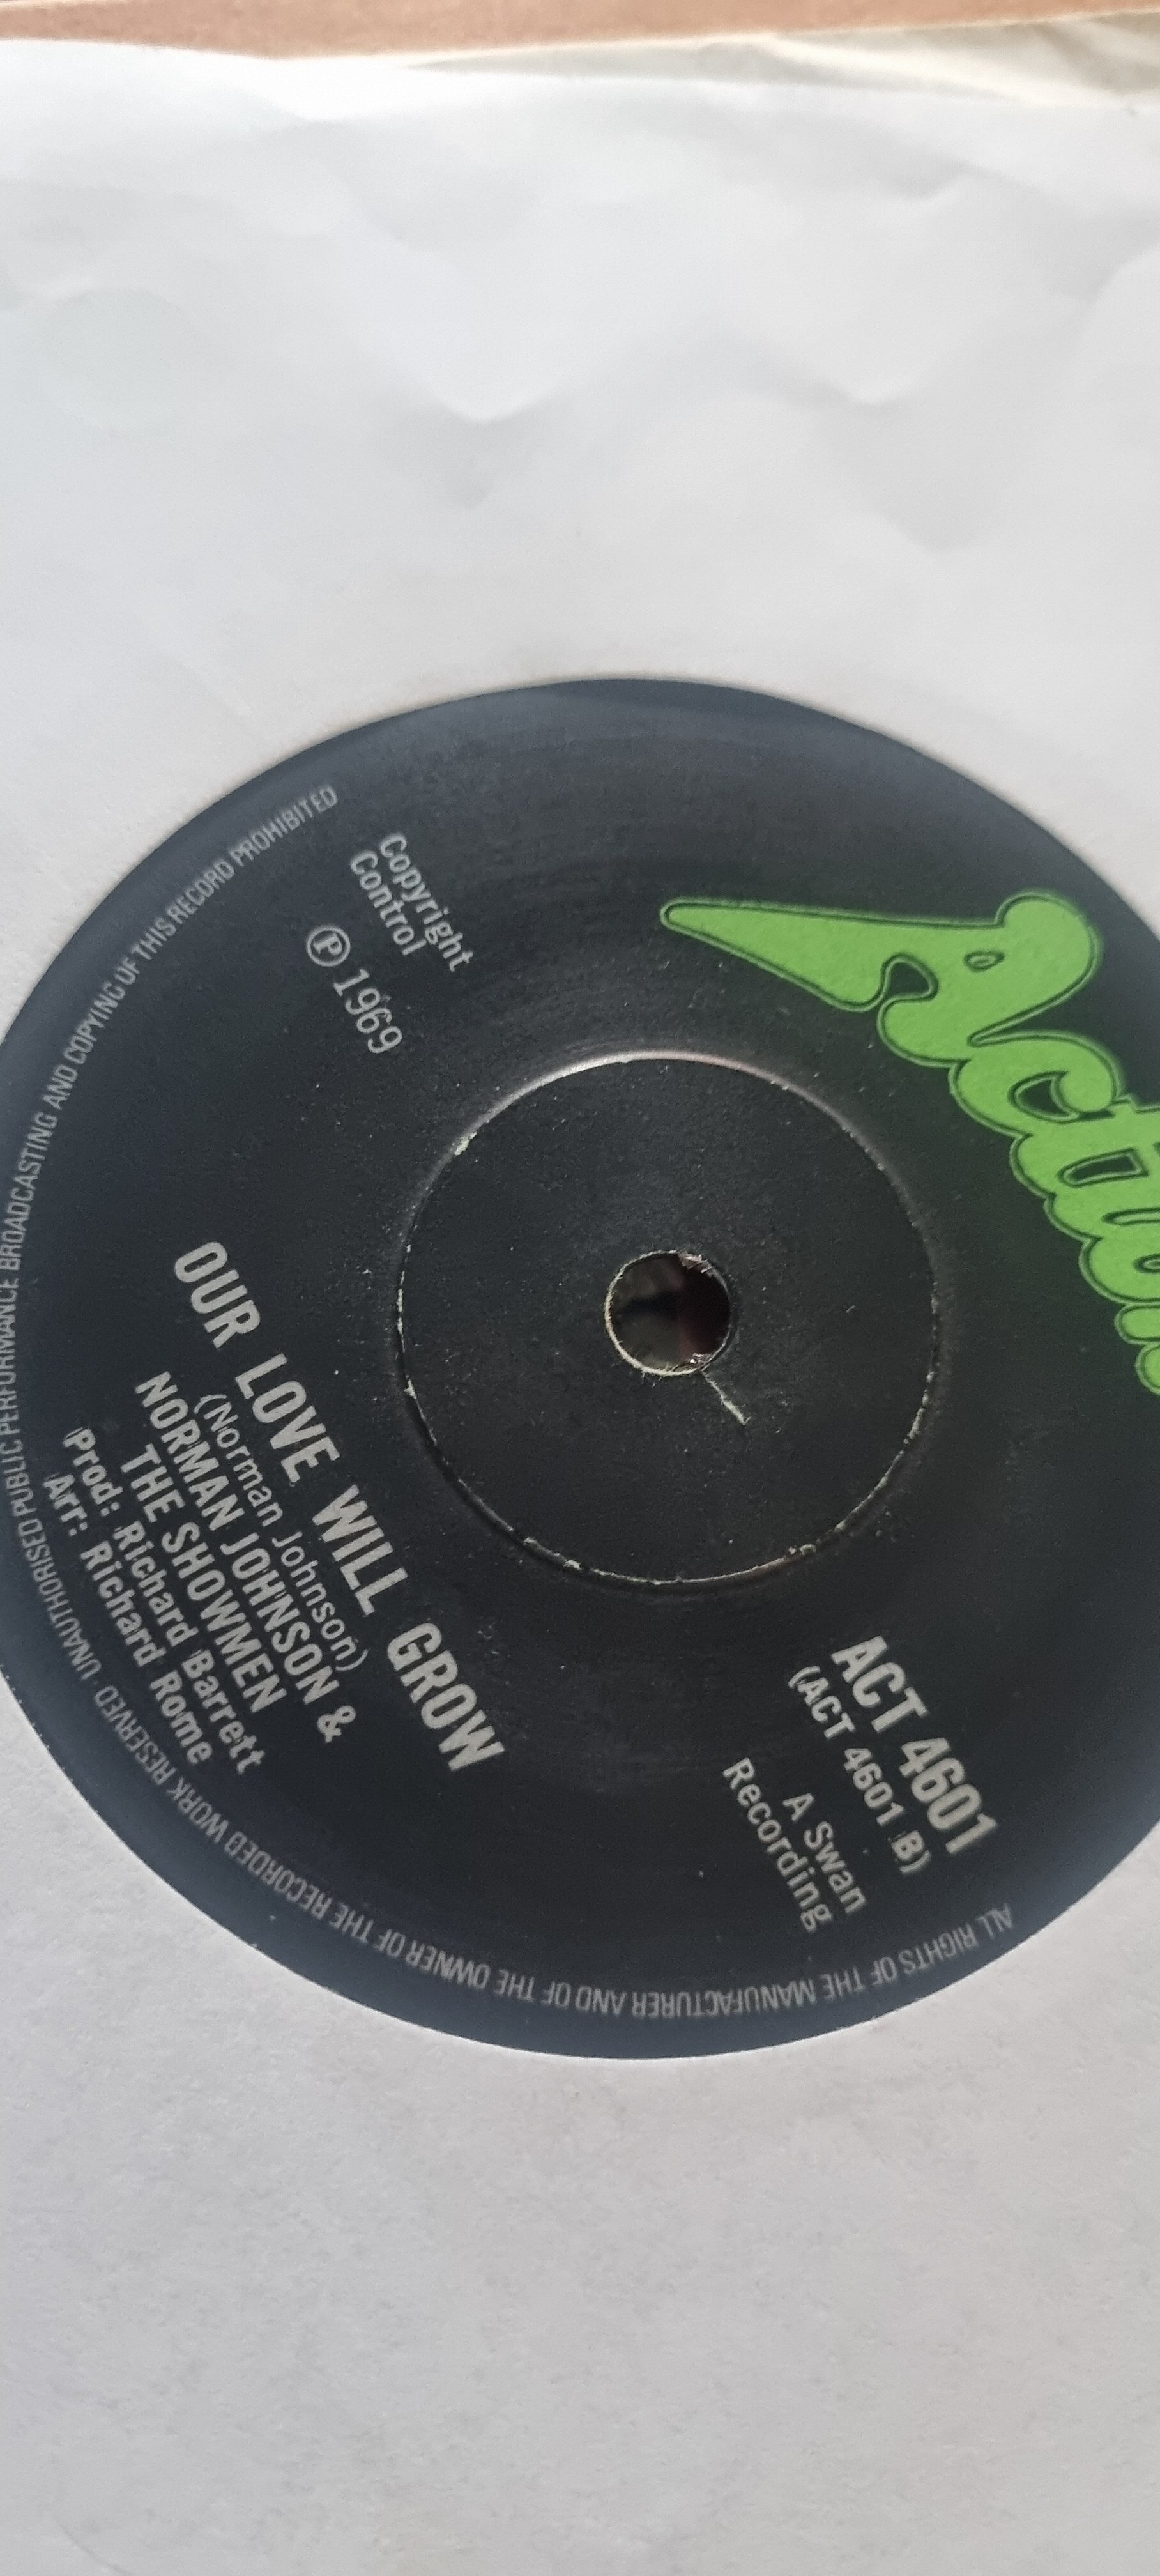 Action
ACT 4601
(ACT 4601 B)
A Swan
Recording
Copyright
Control
Ⓟ 1969
OUR LOVE WILL GROW
(Norman Johnson)
NORMAN JOHNSON &
THE SHOWMEN
Prod: Richard Barrett
Arr: Richard Rome
ALL RIGHTS OF THE MANUFACTURER AND OF THE OWNER OF THE RECORDED WORK RESERVED · UNAUTHORISED PUBLIC PERFORMANCE BROADCASTING AND COPYING OF THIS RECORD PROHIBITED